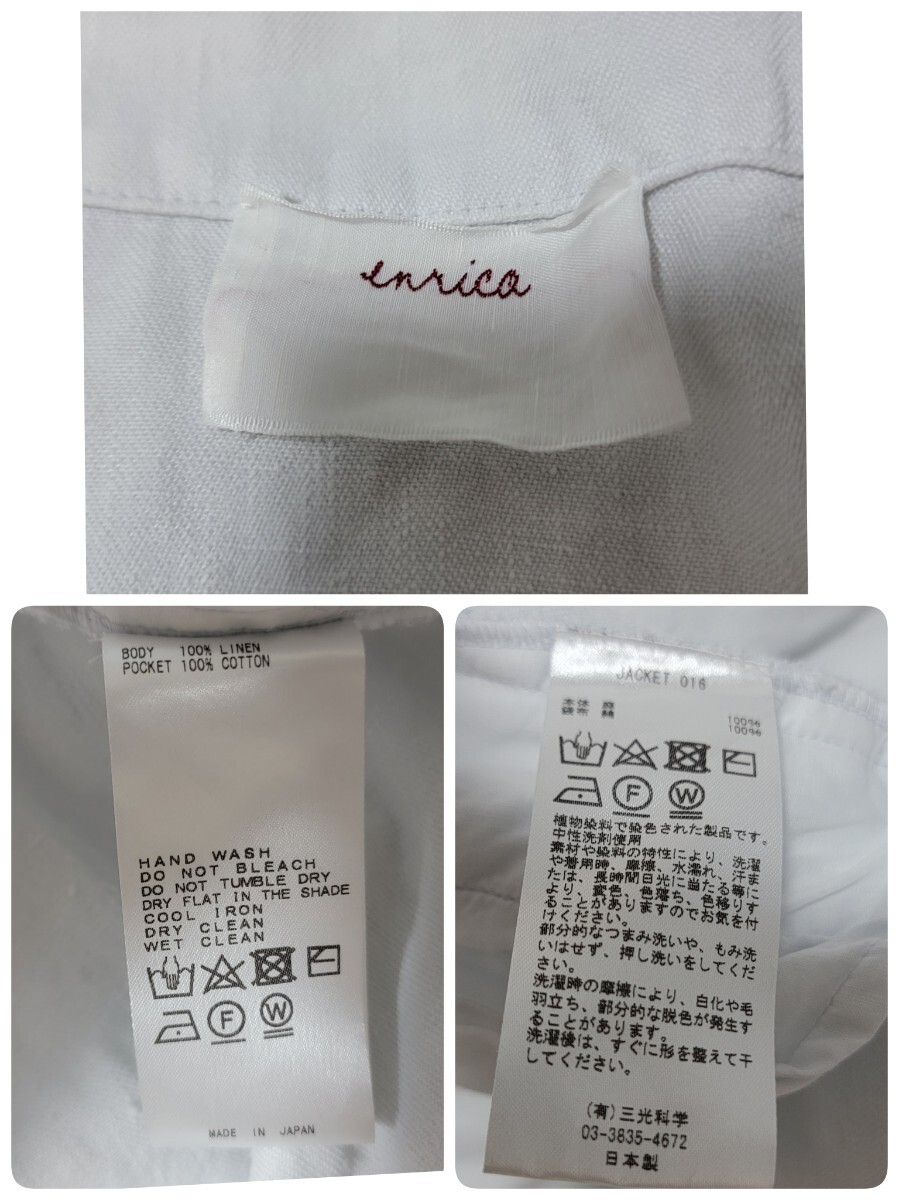 enrica
BODY 100% LINEN
POCKET 100% COTTON
HAND WASH
DO NOT BLEACH
DO NOT TUMBLE DRY
DRY FLAT IN THE SHADE
COOL IRON
DRY CLEAN
WET CLEAN
F W
MADE IN JAPAN
JACKET 016
本体 麻 100%
袋布 綿 100%
F W
植物染料で染色された製品です。
中性洗剤使用
素材や染料の特性により、洗濯
や着用時、摩擦、水濡れ、汗ま
たは、長時間日光に当たる等に
より、変色、色落ち、色移りす
ることがありますのでお気を付
けください。
部分的なつまみ洗いや、もみ洗
いはせず、押し洗いをしてくだ
さい。
洗濯時の摩擦により、白化や毛
羽立ち、部分的な脱色が発生す
ることがあります。
洗濯後は、すぐに形を整えて干
してください。
(有)三光科学
03-3835-4672
日本製